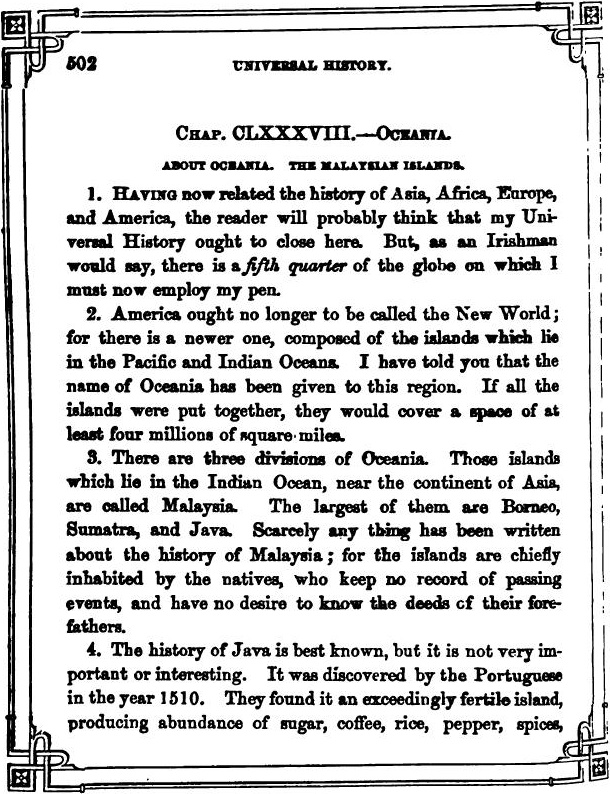 502
UNIVERSAL HISTORY.
CHAP. CLXXXVIII.—OCEANIA.
ABOUT OCEANIA. THE MALAYSIAN ISLANDS.
1. HAVING now related the history of Asia, Africa, Europe,
and America, the reader will probably think that my Uni-
versal History ought to close here. But, as an Irishman
would say, there is a fifth quarter of the globe on which I
must now employ my pen.
2. America ought no longer to be called the New World;
for there is a newer one, composed of the islands which lie
in the Pacific and Indian Oceans. I have told you that the
name of Oceania has been given to this region. If all the
islands were put together, they would cover a space of at
least four millions of square miles.
3. There are three divisions of Oceania. Those islands
which lie in the Indian Ocean, near the continent of Asia,
are called Malaysia. The largest of them are Borneo,
Sumatra, and Java. Scarcely any thing has been written
about the history of Malaysia; for the islands are chiefly
inhabited by the natives, who keep no record of passing
events, and have no desire to know the deeds of their fore-
fathers.
4. The history of Java is best known, but it is not very im-
portant or interesting. It was discovered by the Portuguese
in the year 1510. They found it an exceedingly fertile island,
producing abundance of sugar, coffee, rice, pepper, spices,